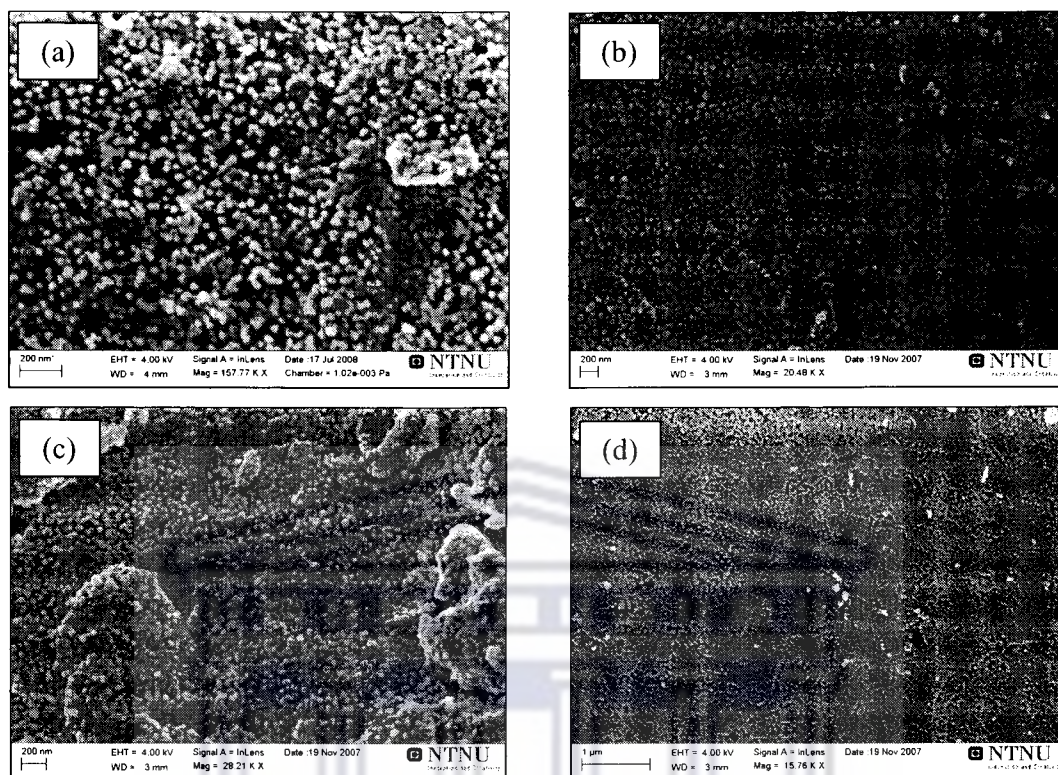 (a)
200 nm
EHT = 4.00 kV
Signal A = InLens
Date :17 Jul 2008
WD = 4 mm
Mag = 157.77 K X
Chamber = 1.02e-003 Pa
NTNU
(b)
200 nm
EHT = 4.00 kV
Signal A = InLens
Date :19 Nov 2007
WD = 3 mm
Mag = 20.48 K X
NTNU
(c)
200 nm
EHT = 4.00 kV
Signal A = InLens
Date :19 Nov 2007
WD = 3 mm
Mag = 28.21 K X
NTNU
(d)
1 µm
EHT = 4.00 kV
Signal A = InLens
Date :19 Nov 2007
WD = 3 mm
Mag = 15.76 K X
NTNU